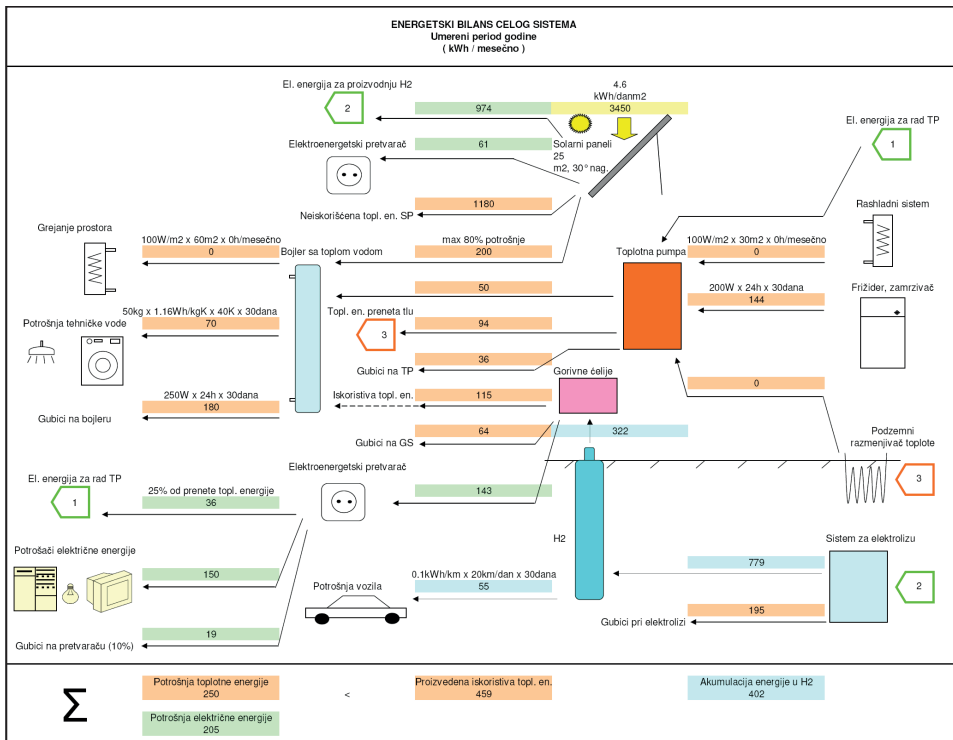 ENERGETSKI BILANS CELOG SISTEMA
Umereni period godine
( kWh / mesečno )
El. energija za proizvodnju H2
2
974
4.6
kWh/danm2
3450
El. energija za rad TP
1
Elektroenergetski pretvarač
61
Solarni paneli
25
m2, 30° nag.
1180
Neiskorišćena topl. en. SP
Rashladni sistem
Grejanje prostora
100W/m2 x 60m2 x 0h/mesečno
0
Bojler sa toplom vodom
max 80% potrošnje
200
Toplotna pumpa
100W/m2 x 30m2 x 0h/mesečno
0
50
200W x 24h x 30dana
144
Frižider, zamrzivač
50kg x 1.16Wh/kgK x 40K x 30dana
70
Potrošnja tehničke vode
Topl. en. preneta tlu
3
94
36
Gubici na TP
Gorivne ćelije
0
250W x 24h x 30dana
180
Gubici na bojleru
Iskoristiva topl. en.
115
64
322
Gubici na GS
Podzemni
razmenjivač toplote
3
Elektroenergetski pretvarač
143
El. energija za rad TP
1
25% od prenete topl. energije
36
H2
Sistem za elektrolizu
2
779
Potrošači električne energije
150
Potrošnja vozila
0.1kWh/km x 20km/dan x 30dana
55
195
Gubici pri elektrolizi
19
Gubici na pretvaraču (10%)
Σ
Potrošnja toplotne energije
250
<
Proizvedena iskoristiva topl. en.
459
Akumulacija energije u H2
402
Potrošnja električne energije
205